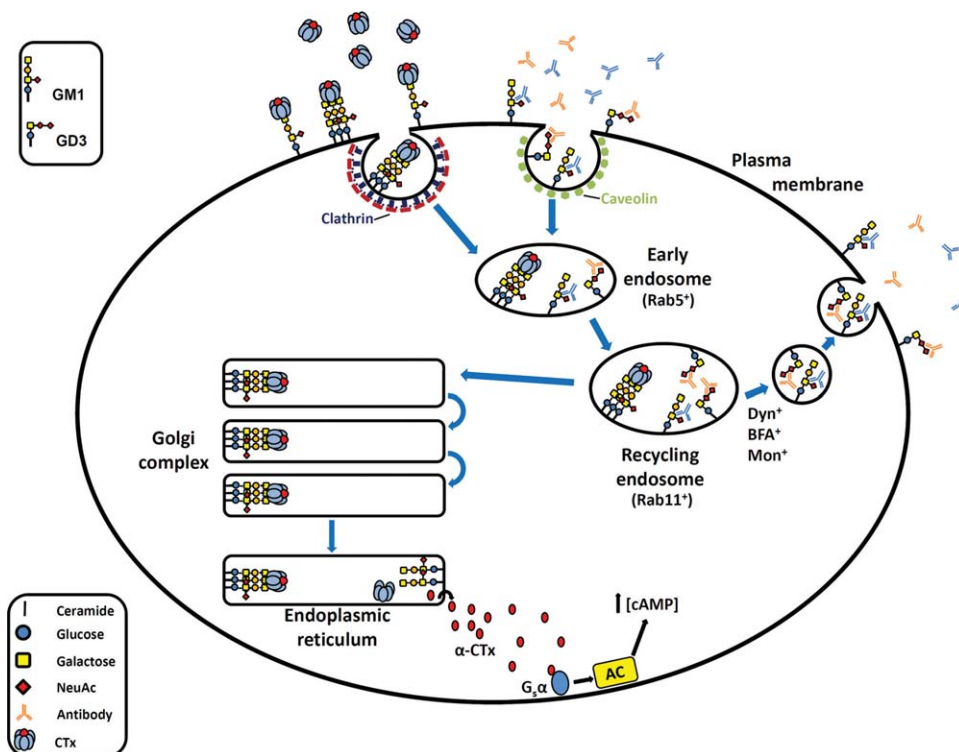 GM1
GD3
Plasma
membrane
Clathrin
Caveolin
Early
endosome
(Rab5⁺)
Golgi
complex
Recycling
endosome
(Rab11⁺)
Dyn⁺
BFA⁺
Mon⁺
Endoplasmic
reticulum
α-CTx
[cAMP]
AC
Gₛα
Ceramide
Glucose
Galactose
NeuAc
Antibody
CTx